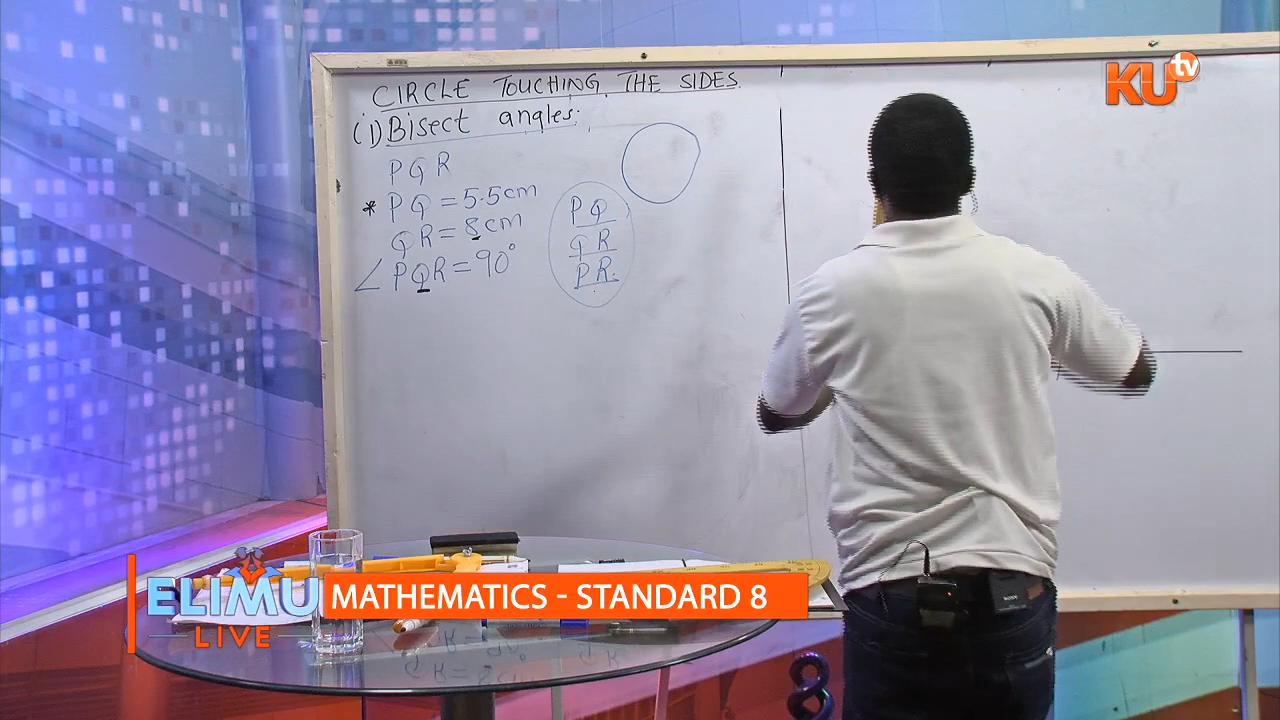 CIRCLE TOUCHING THE SIDES.
(i) Bisect angles:
PQR
* PQ = 5.5cm
QR = 8cm
∠PQR = 90°
PQ
QR
PR.
KU tv
ELIMU
LIVE
MATHEMATICS - STANDARD 8